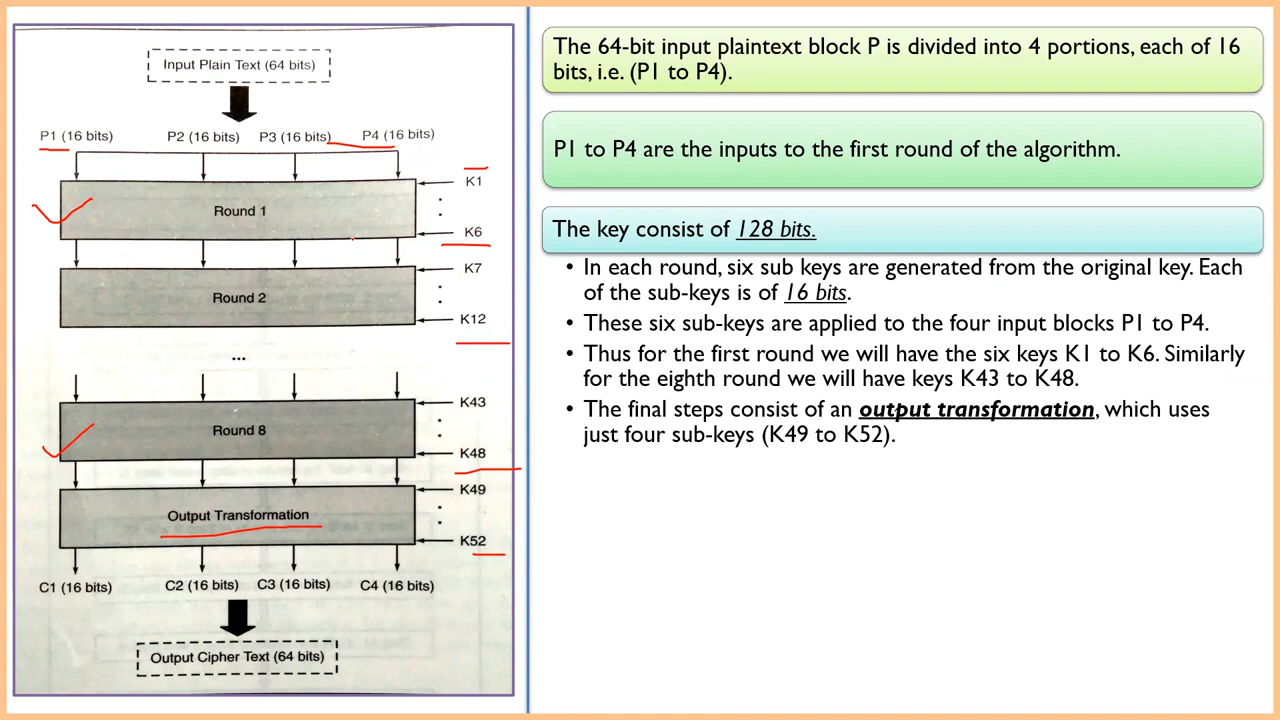 Input Plain Text (64 bits)
P1 (16 bits) P2 (16 bits) P3 (16 bits) P4 (16 bits)
K1
Round 1
K6
K7
Round 2
K12
...
K43
Round 8
K48
K49
Output Transformation
K52
C1 (16 bits) C2 (16 bits) C3 (16 bits) C4 (16 bits)
Output Cipher Text (64 bits)
The 64-bit input plaintext block P is divided into 4 portions, each of 16
bits, i.e. (P1 to P4).
P1 to P4 are the inputs to the first round of the algorithm.
The key consist of 128 bits.
• In each round, six sub keys are generated from the original key. Each
of the sub-keys is of 16 bits.
• These six sub-keys are applied to the four input blocks P1 to P4.
• Thus for the first round we will have the six keys K1 to K6. Similarly
for the eighth round we will have keys K43 to K48.
• The final steps consist of an output transformation, which uses
just four sub-keys (K49 to K52).